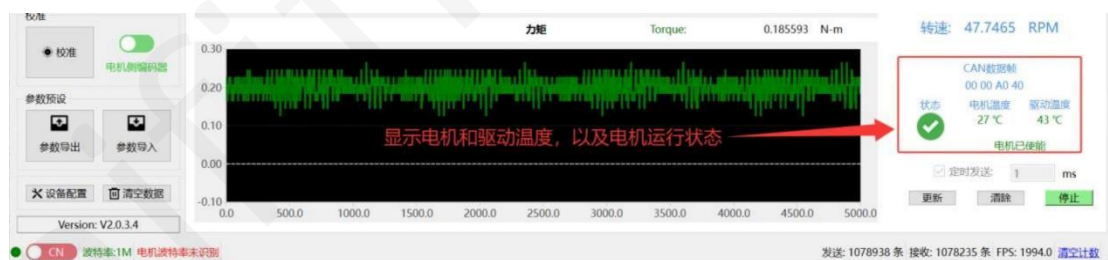 校准
力矩 Torque: 0.185593 N-m
转速: 47.7465 RPM
校准
电机侧编码器
0.30
0.20
0.10
0.00
-0.10
0.0 500.0 1000.0 1500.0 2000.0 2500.0 3000.0 3500.0 4000.0 4500.0 5000.0
显示电机和驱动温度，以及电机运行状态
CAN数据帧
00 00 A0 40
状态 电机温度 驱动温度
27 ℃ 43 ℃
电机已使能
参数预设
参数导出 参数导入
定时发送: 1 ms
设备配置 清空数据
更新 清除 停止
Version: V2.0.3.4
CN 波特率:1M 电机波特率未识别
发送: 1078938 条 接收: 1078235 条 FPS: 1994.0 清空计数